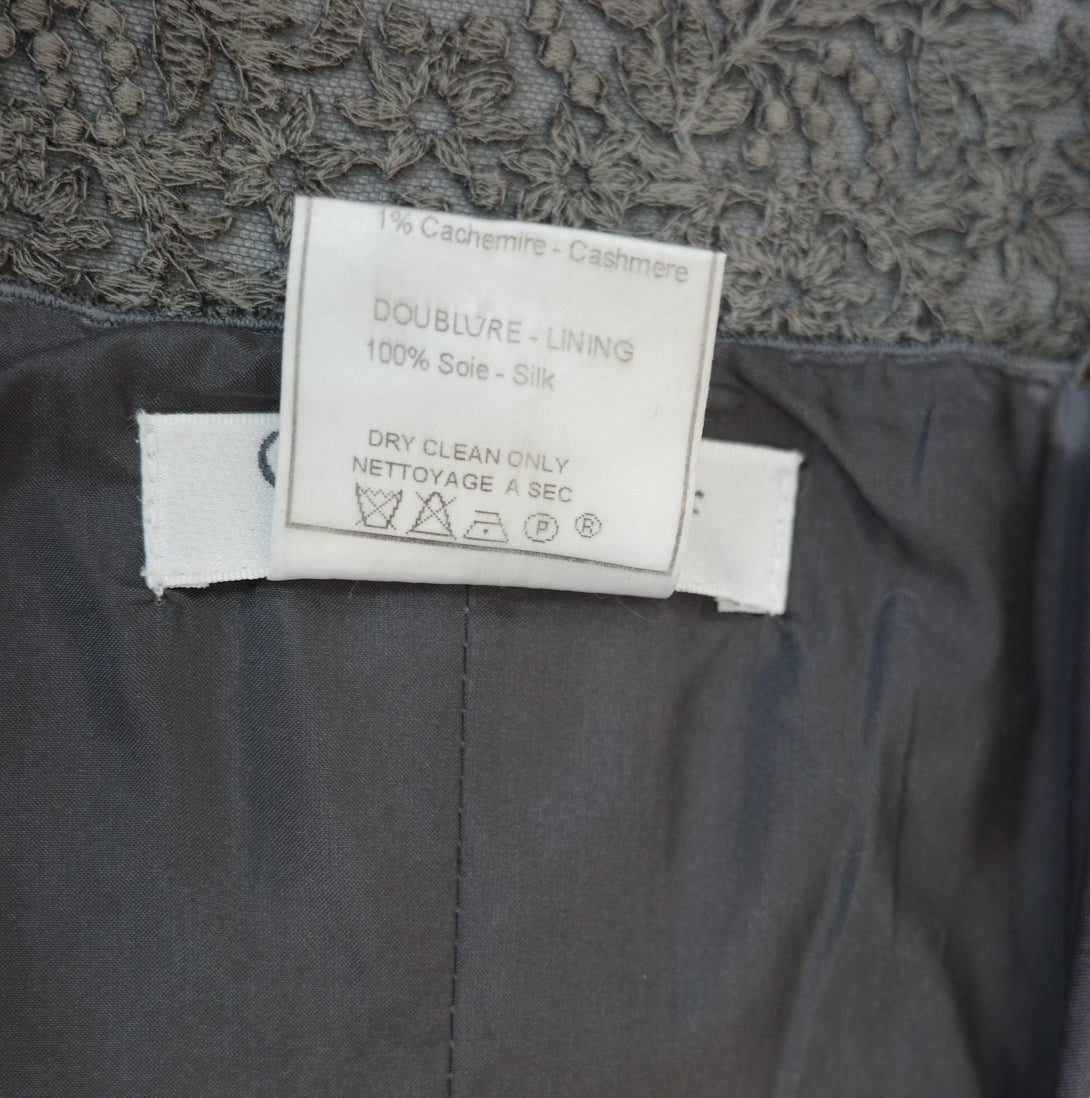 1% Cachemire - Cashmere
DOUBLURE - LINING
100% Soie - Silk
DRY CLEAN ONLY
NETTOYAGE A SEC
P ®